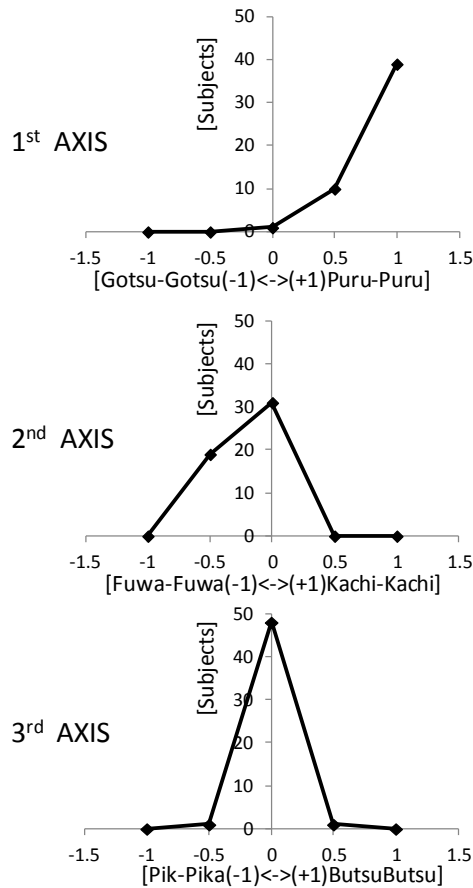 50
40
30
20
10
0
[Subjects]
1st AXIS
-1.5 -1 -0.5 0 0.5 1 1.5
[Gotsu-Gotsu(-1)<->(+1)Puru-Puru]
50
40
30
20
10
0
[Subjects]
2nd AXIS
-1.5 -1 -0.5 0 0.5 1 1.5
[Fuwa-Fuwa(-1)<->(+1)Kachi-Kachi]
50
40
30
20
10
0
[Subjects]
3rd AXIS
-1.5 -1 -0.5 0 0.5 1 1.5
[Pik-Pika(-1)<->(+1)ButsuButsu]